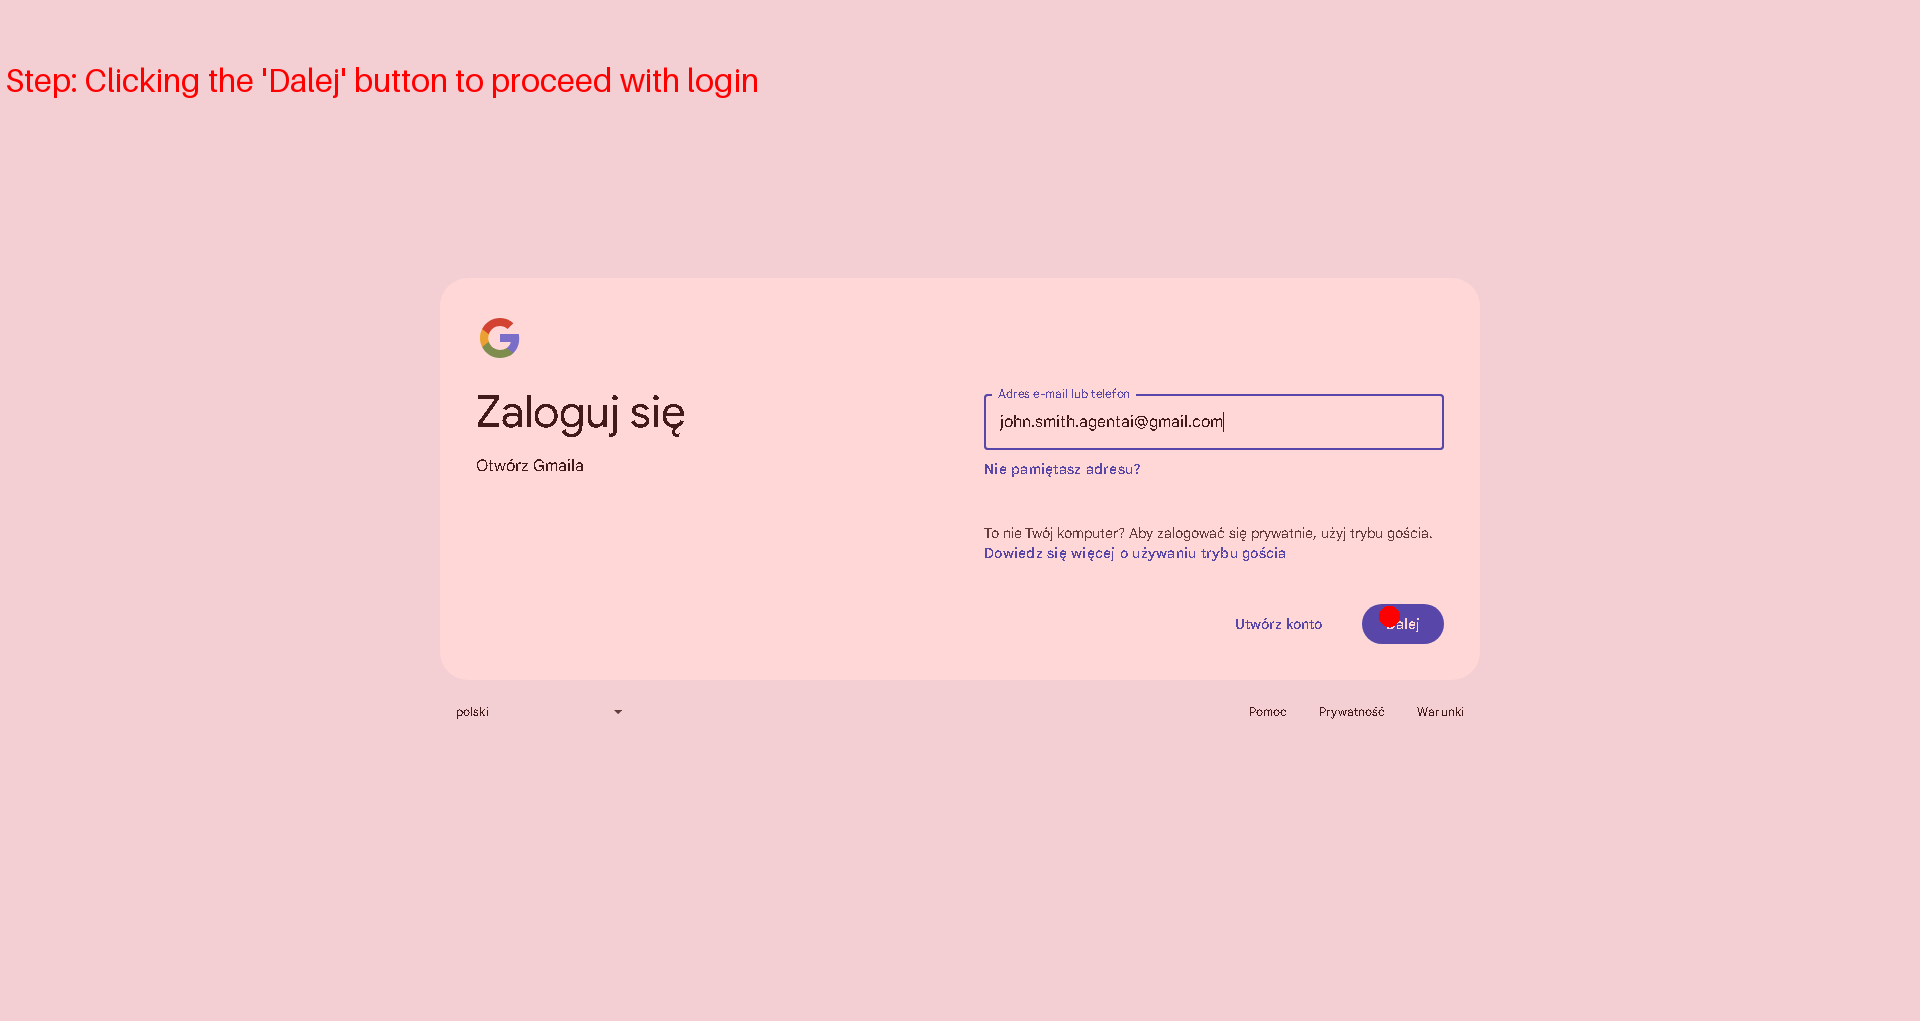 Step: Clicking the 'Dalej' button to proceed with login
Zaloguj się
Otwórz Gmaila
Adres e-mail lub telefon
john.smith.agentai@gmail.com
Nie pamiętasz adresu?
To nie Twój komputer? Aby zalogować się prywatnie, użyj trybu gościa.
Dowiedz się więcej o używaniu trybu gościa
Utwórz konto
Dalej
polski
Pomoc
Prywatność
Warunki